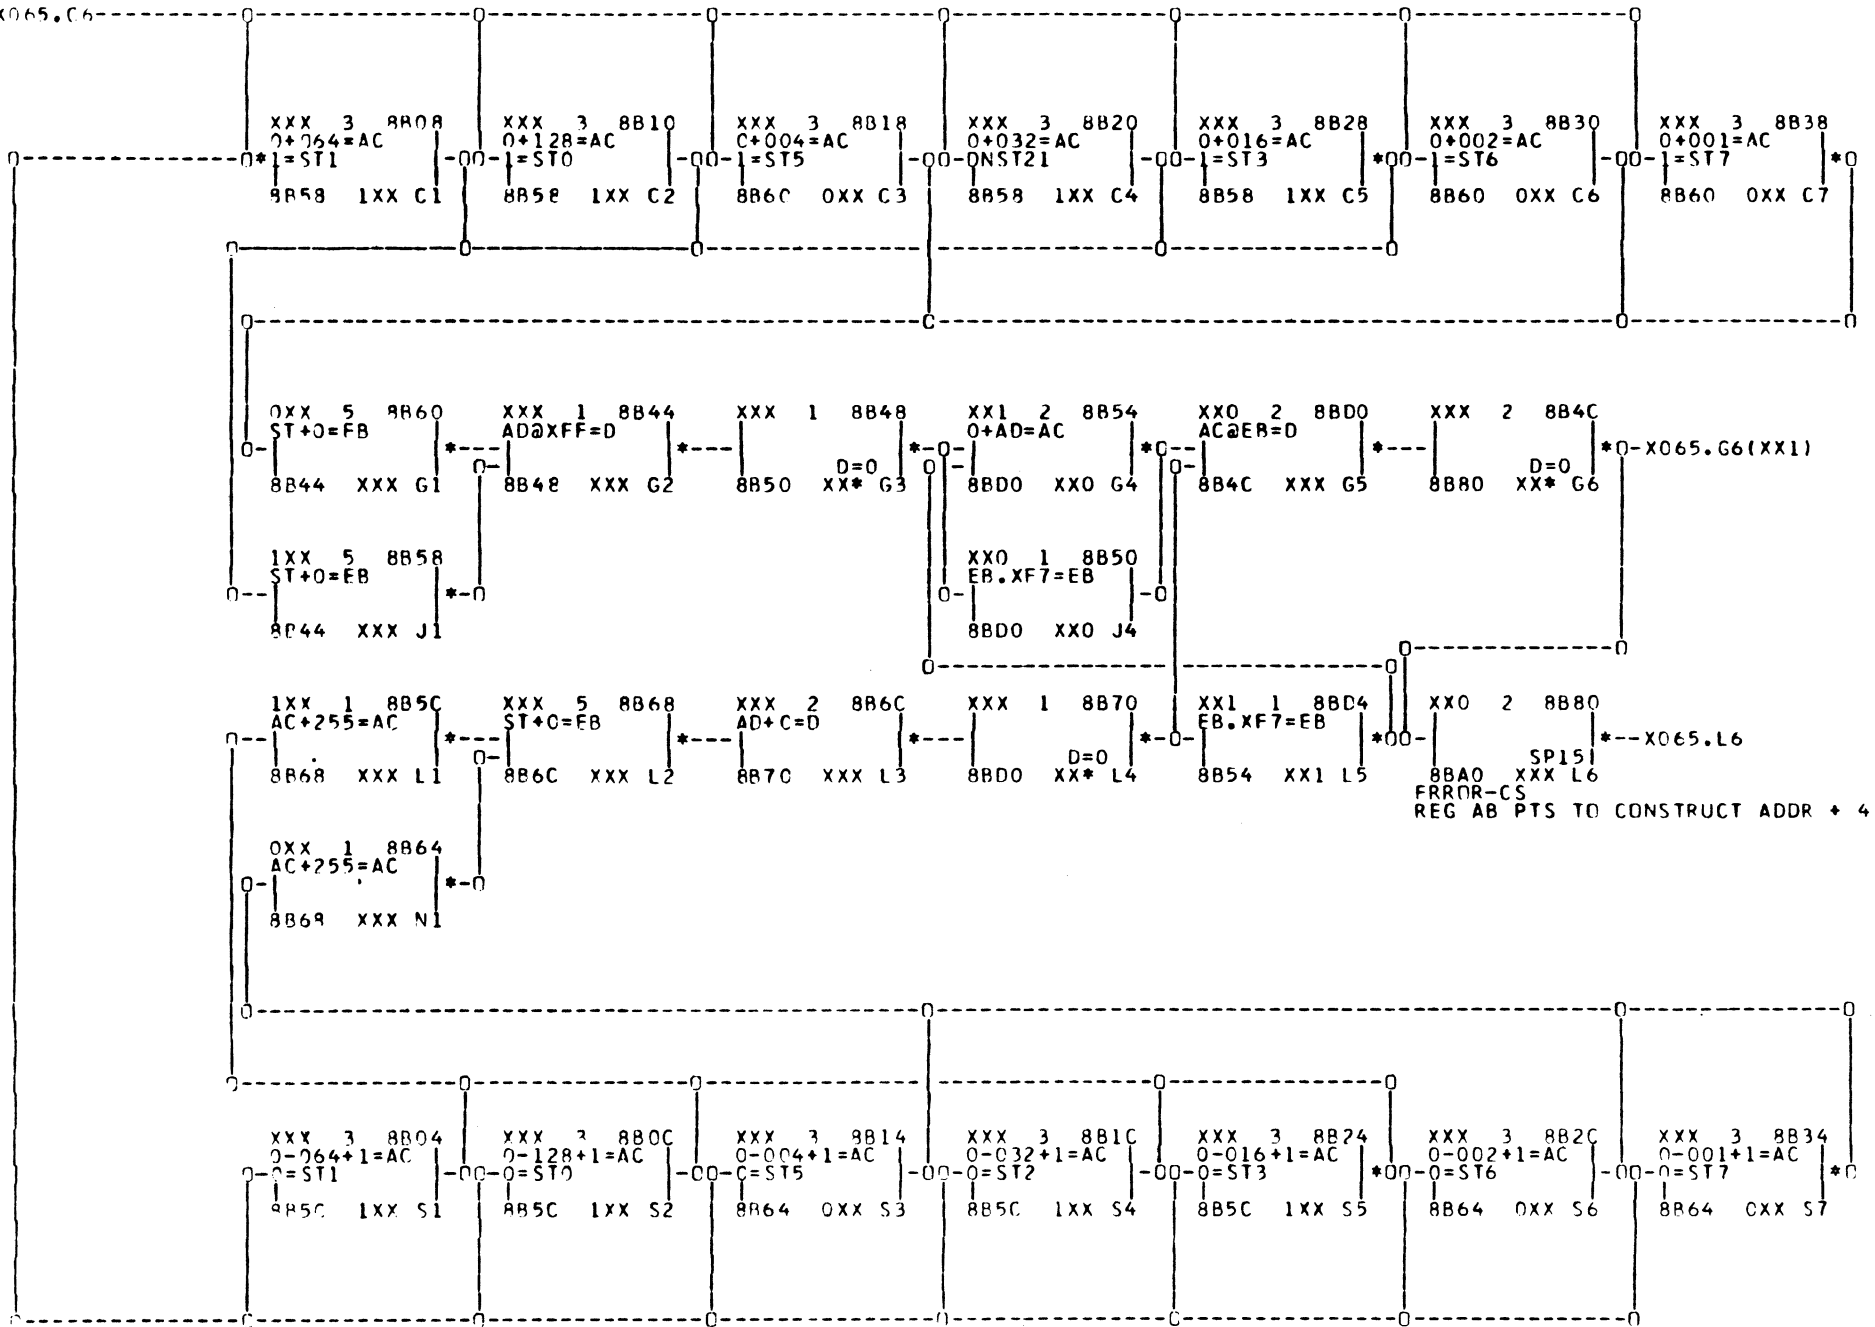 X065.C6
XXX 3 8B08 XXX 3 8B10 XXX 3 8B18 XXX 3 8B20 XXX 3 8B28 XXX 3 8B30 XXX 3 8B38
0+064=AC 0+128=AC 0+004=AC 0+032=AC 0+016=AC 0+002=AC 0+001=AC
1=ST1 1=ST0 1=ST5 DNST21 1=ST3 1=ST6 1=ST7
8B58 1XX C1 8B58 1XX C2 8B60 0XX C3 8B58 1XX C4 8B58 1XX C5 8B60 0XX C6 8B60 0XX C7
0XX 5 8B60 XXX 1 8B44 XXX 1 8B48 XX1 2 8B54 XX0 2 8BD0 XXX 2 8B4C
ST+0=EB AD@XFF=D 0+AD=AC AC@EB=D
X065.G6(XX1)
D=0 D=0
8B44 XXX G1 8B48 XXX G2 8B50 XX* G3 8BD0 XX0 G4 8B4C XXX G5 8B80 XX* G6
1XX 5 8B58 XX0 1 8B50
ST+0=EB EB.XF7=EB
8B44 XXX J1 8BD0 XX0 J4
1XX 1 8B5C XXX 5 8B68 XXX 2 8B6C XXX 1 8B70 XX1 1 8BD4 XX0 2 8B80
AC+255=AC ST+0=EB AD+C=D EB.XF7=EB
X065.L6
D=0 SP15
8B68 XXX L1 8B6C XXX L2 8B70 XXX L3 8BD0 XX* L4 8B54 XX1 L5 8BA0 XXX L6
ERROR-CS
REG AB PTS TO CONSTRUCT ADDR + 4
0XX 1 8B64
AC+255=AC
8B68 XXX N1
XXX 3 8B04 XXX 3 8B0C XXX 3 8B14 XXX 3 8B1C XXX 3 8B24 XXX 3 8B2C XXX 3 8B34
0-064+1=AC 0-128+1=AC 0-004+1=AC 0-032+1=AC 0-016+1=AC 0-002+1=AC 0-001+1=AC
0=ST1 0=ST0 0=ST5 0=ST2 0=ST3 0=ST6 0=ST7
8B5C 1XX S1 8B5C 1XX S2 8B64 0XX S3 8B5C 1XX S4 8B5C 1XX S5 8B64 0XX S6 8B64 0XX S7